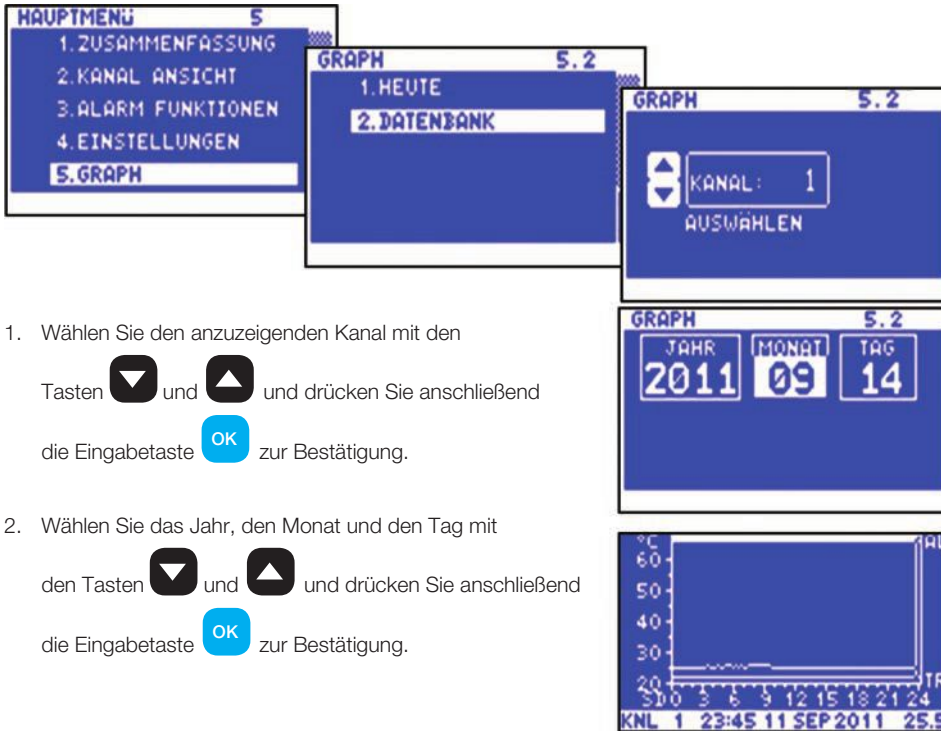 HAUPTMENÜ 5
1.ZUSAMMENFASSUNG
2.KANAL ANSICHT
3.ALARM FUNKTIONEN
4.EINSTELLUNGEN
5.GRAPH
GRAPH 5.2
1.HEUTE
2.DATENBANK
GRAPH 5.2
KANAL: 1
AUSWÄHLEN
1. Wählen Sie den anzuzeigenden Kanal mit den
Tasten und und drücken Sie anschließend
die Eingabetaste OK zur Bestätigung.
GRAPH 5.2
JAHR MONAT TAG
2011 09 14
2. Wählen Sie das Jahr, den Monat und den Tag mit
den Tasten und und drücken Sie anschließend
die Eingabetaste OK zur Bestätigung.
°C
60
50
40
30
20
SD0 3 6 9 12 15 18 21 24
KNL 1 23:45 11 SEP 2011 25.5